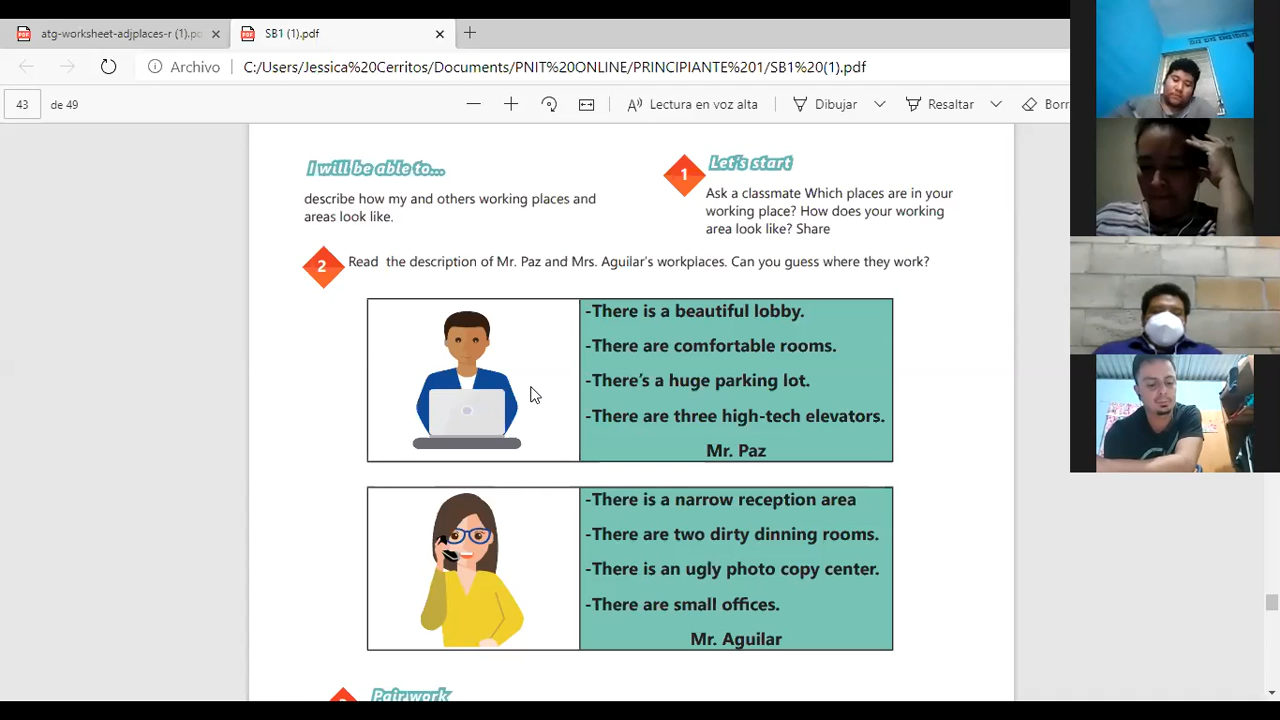 atg-worksheet-adjplaces-r (1).pd
SB1 (1).pdf
Archivo
C:/Users/Jessica%20Cerritos/Documents/PNIT%20ONLINE/PRINCIPIANTE%201/SB1%20(1).pdf
43 de 49
Lectura en voz alta
Dibujar
Resaltar
Borr
I will be able to...
describe how my and others working places and
areas look like.
1 Let's start
Ask a classmate Which places are in your
working place? How does your working
area look like? Share
2 Read the description of Mr. Paz and Mrs. Aguilar's workplaces. Can you guess where they work?
-There is a beautiful lobby.
-There are comfortable rooms.
-There's a huge parking lot.
-There are three high-tech elevators.
Mr. Paz
-There is a narrow reception area
-There are two dirty dinning rooms.
-There is an ugly photo copy center.
-There are small offices.
Mr. Aguilar
Pair work